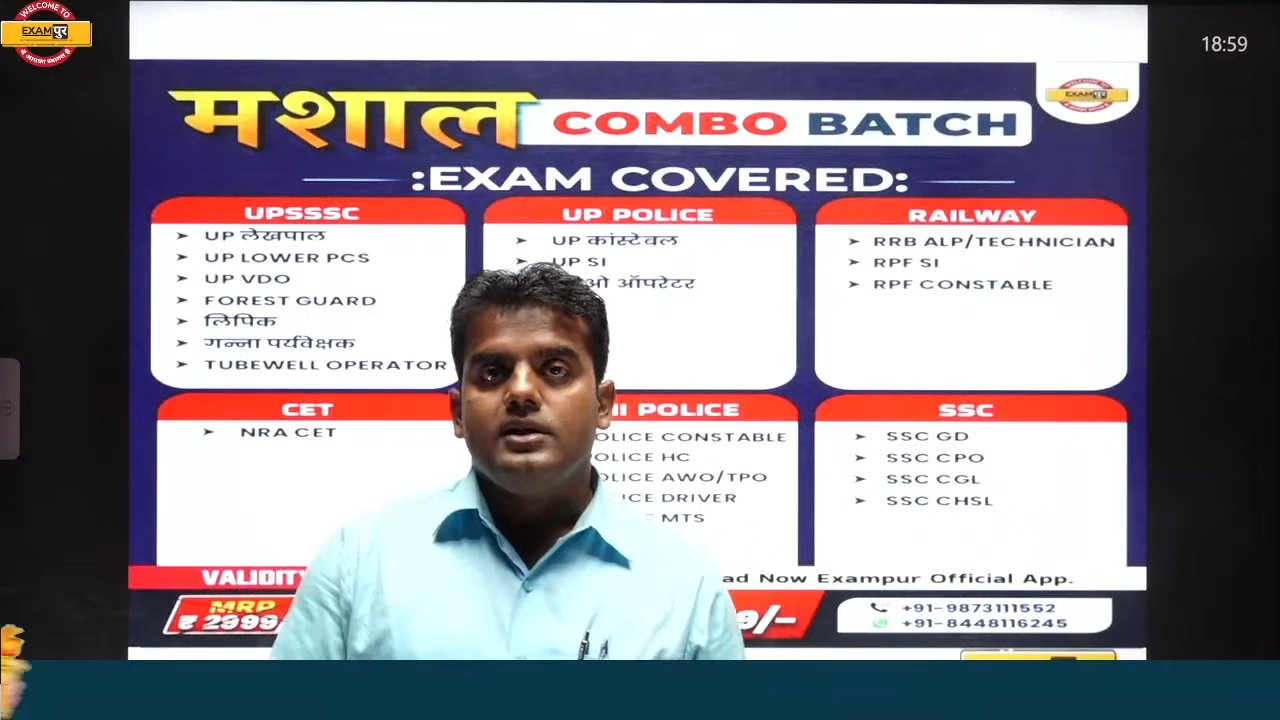 WELCOME TO
EXAMपुर
18:59
मशाल COMBO BATCH
EXAMपुर
:EXAM COVERED:
UPSSSC
UP लेखपाल
UP LOWER PCS
UP VDO
FOREST GUARD
लिपिक
गन्ना पर्यवेक्षक
TUBEWELL OPERATOR
UP POLICE
UP कांस्टेवल
UP SI
ऑपरेटर
RAILWAY
RRB ALP/TECHNICIAN
RPF SI
RPF CONSTABLE
CET
NRA CET
POLICE
POLICE CONSTABLE
POLICE HC
POLICE AWO/TPO
DRIVER
MTS
SSC
SSC GD
SSC CPO
SSC CGL
SSC CHSL
VALIDITY
Now Exampur Official App.
MRP
₹ 2999
9/-
+91-9873111552
+91-8448116245